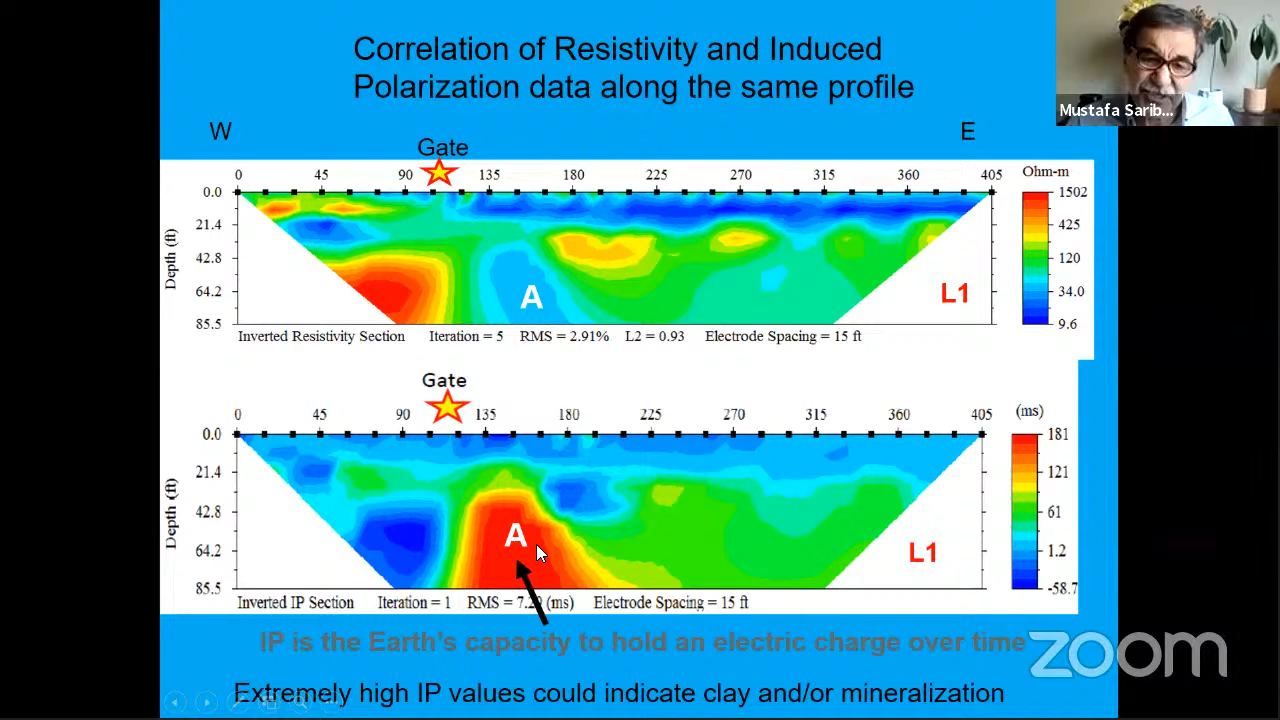 Correlation of Resistivity and Induced
Polarization data along the same profile
Mustafa Sarib...
W
E
Gate
0 45 90 135 180 225 270 315 360 405
Ohm-m
0.0
21.4
42.8
64.2
85.5
Depth (ft)
A
L1
1502
425
120
34.0
9.6
Inverted Resistivity Section Iteration = 5 RMS = 2.91% L2 = 0.93 Electrode Spacing = 15 ft
Gate
0 45 90 135 180 225 270 315 360 405
(ms)
0.0
21.4
42.8
64.2
85.5
Depth (ft)
A
L1
181
121
61
1.2
-58.7
Inverted IP Section Iteration = 1 RMS = (ms) Electrode Spacing = 15 ft
IP is the Earth's capacity to hold an electric charge over time
zoom
Extremely high IP values could indicate clay and/or mineralization